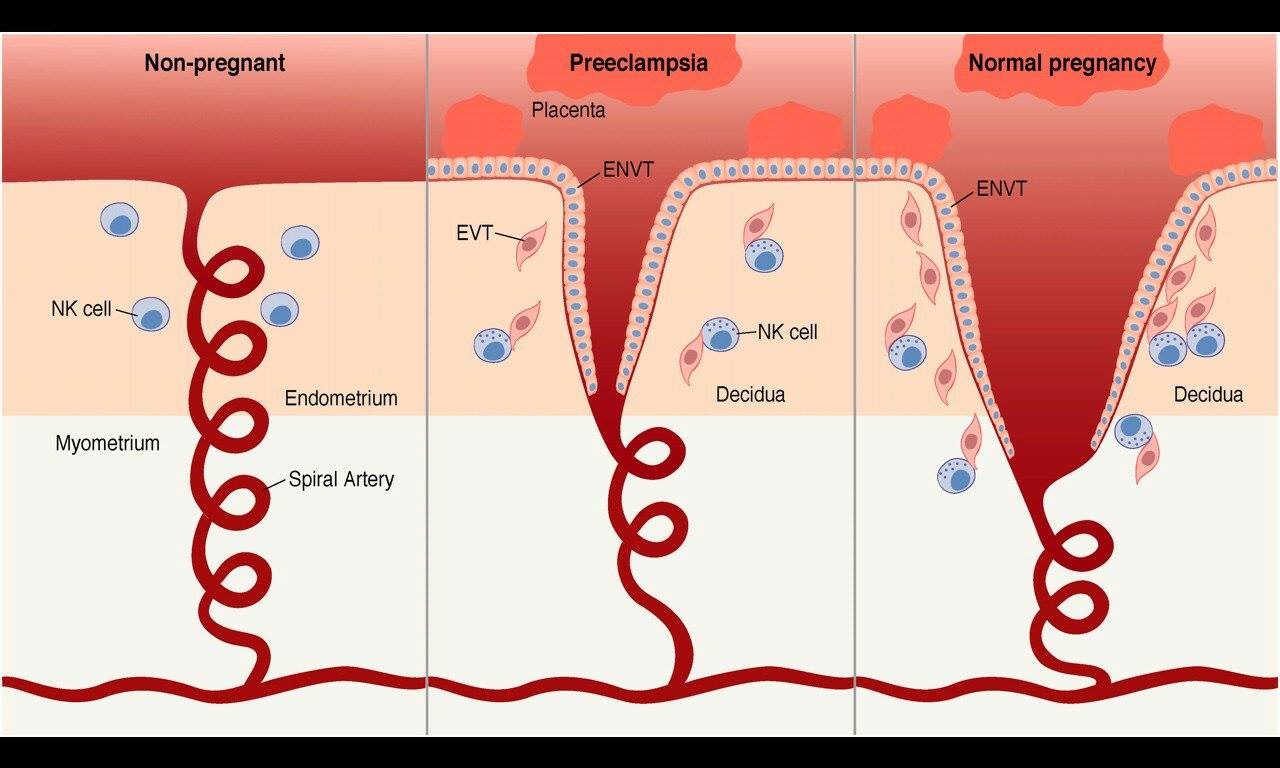 Non-pregnant
NK cell
Endometrium
Myometrium
Spiral Artery
Preeclampsia
Placenta
ENVT
EVT
NK cell
Decidua
Normal pregnancy
ENVT
Decidua